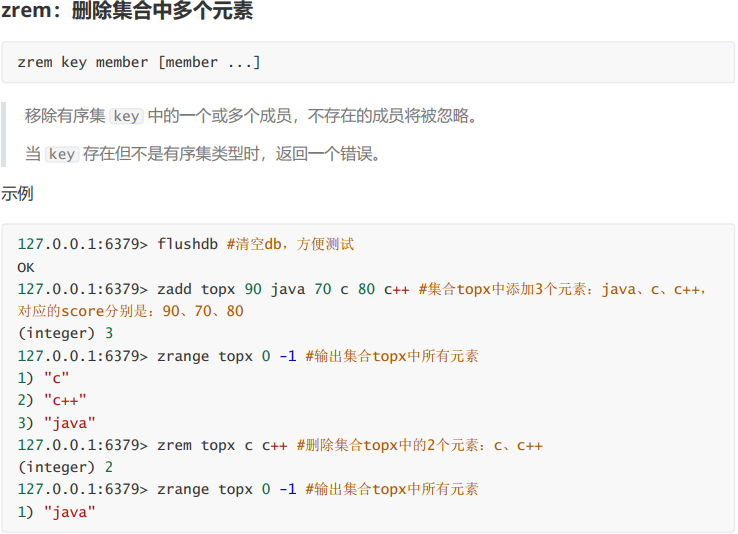 zrem：删除集合中多个元素
zrem key member [member ...]
移除有序集 key 中的一个或多个成员，不存在的成员将被忽略。
当 key 存在但不是有序集类型时，返回一个错误。
示例
127.0.0.1:6379> flushdb #清空db，方便测试
OK
127.0.0.1:6379> zadd topx 90 java 70 c 80 c++ #集合topx中添加3个元素：java、c、c++，
对应的score分别是：90、70、80
(integer) 3
127.0.0.1:6379> zrange topx 0 -1 #输出集合topx中所有元素
1) "c"
2) "c++"
3) "java"
127.0.0.1:6379> zrem topx c c++ #删除集合topx中的2个元素：c、c++
(integer) 2
127.0.0.1:6379> zrange topx 0 -1 #输出集合topx中所有元素
1) "java"